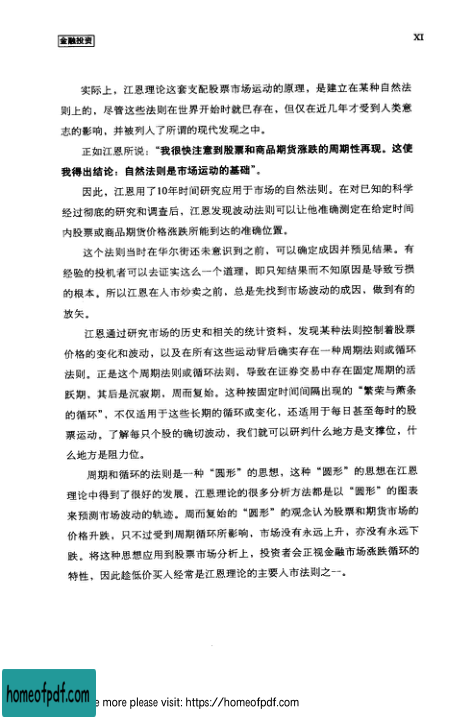 金融投资
XI
实际上，江恩理论这套支配股票市场运动的原理，是建立在某种自然法
则上的，尽管这些法则在世界开始时就已存在，但仅在近几年才受到人类意
志的影响，并被列入了所谓的现代发现之中。
正如江恩所说：“我很快注意到股票和商品期货涨跌的周期性再现。这使
我得出结论：自然法则是市场运动的基础”。
因此，江恩用了10年时间研究应用于市场的自然法则。在对已知的科学
经过彻底的研究和调查后，江恩发现波动法则可以让他准确测定在给定时间
内股票或商品期货价格涨跌所能到达的准确位置。
这个法则当时在华尔街还未意识到之前，可以确定成因并预见结果。有
经验的投机者可以去证实这么一个道理，即只知结果而不知原因是导致亏损
的根本。所以江恩在入市炒卖之前，总是先找到市场波动的成因，做到有的
放矢。
江恩通过研究市场的历史和相关的统计资料，发现某种法则控制着股票
价格的变化和波动，以及在所有这些运动背后确实存在一种周期法则或循环
法则。正是这个周期法则或循环法则，导致在证券交易中存在固定周期的活
跃期，其后是沉寂期，周而复始。这种按固定时间间隔出现的“繁荣与萧条
的循环”，不仅适用于这些长期的循环或变化，还适用于每日甚至每时的股
票运动。了解每只个股的确切波动，我们就可以研判什么地方是支撑位，什
么地方是阻力位。
周期和循环的法则是一种“圆形”的思想，这种“圆形”的思想在江恩
理论中得到了很好的发展，江恩理论的很多分析方法都是以“圆形”的图表
来预测市场波动的轨迹。周而复始的“圆形”的观念认为股票和期货市场的
价格升跌，只不过受到周期循环所影响，市场没有永远上升，亦没有永远下
跌。将这种思想应用到股票市场分析上，投资者会正视金融市场涨跌循环的
特性，因此趁低价买入经常是江恩理论的主要入市法则之一。
homeofpdf.com
e more please visit: https://homeofpdf.com